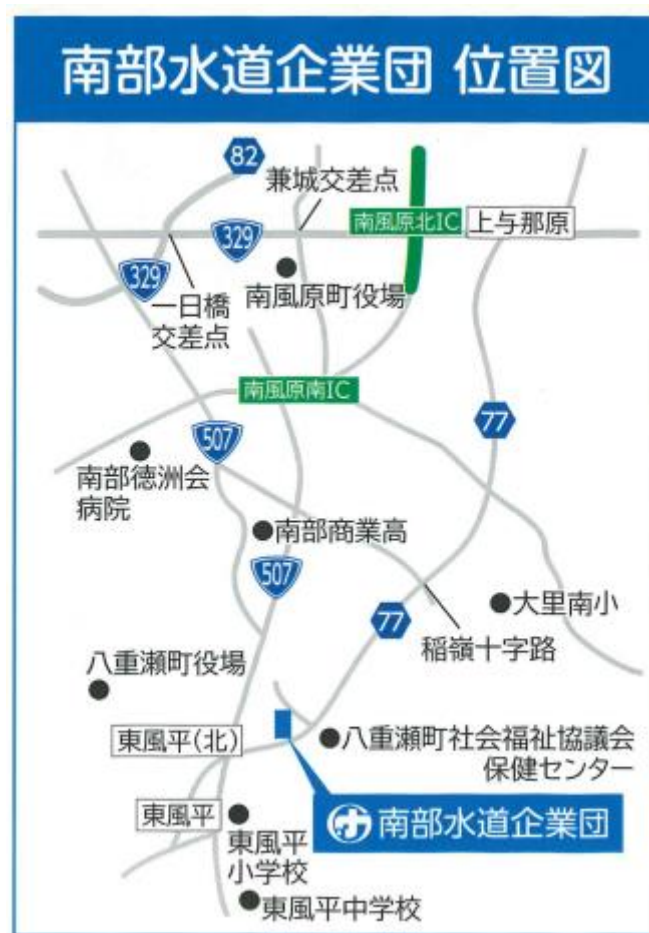 南部水道企業団 位置図
82
兼城交差点
南風原北IC
上与那原
329
329
一日橋
交差点
南風原町役場
南風原南IC
507
77
南部徳洲会
病院
南部商業高
507
77
大里南小
稲嶺十字路
八重瀬町役場
東風平(北)
八重瀬町社会福祉協議会
保健センター
南部水道企業団
東風平
東風平
小学校
東風平中学校